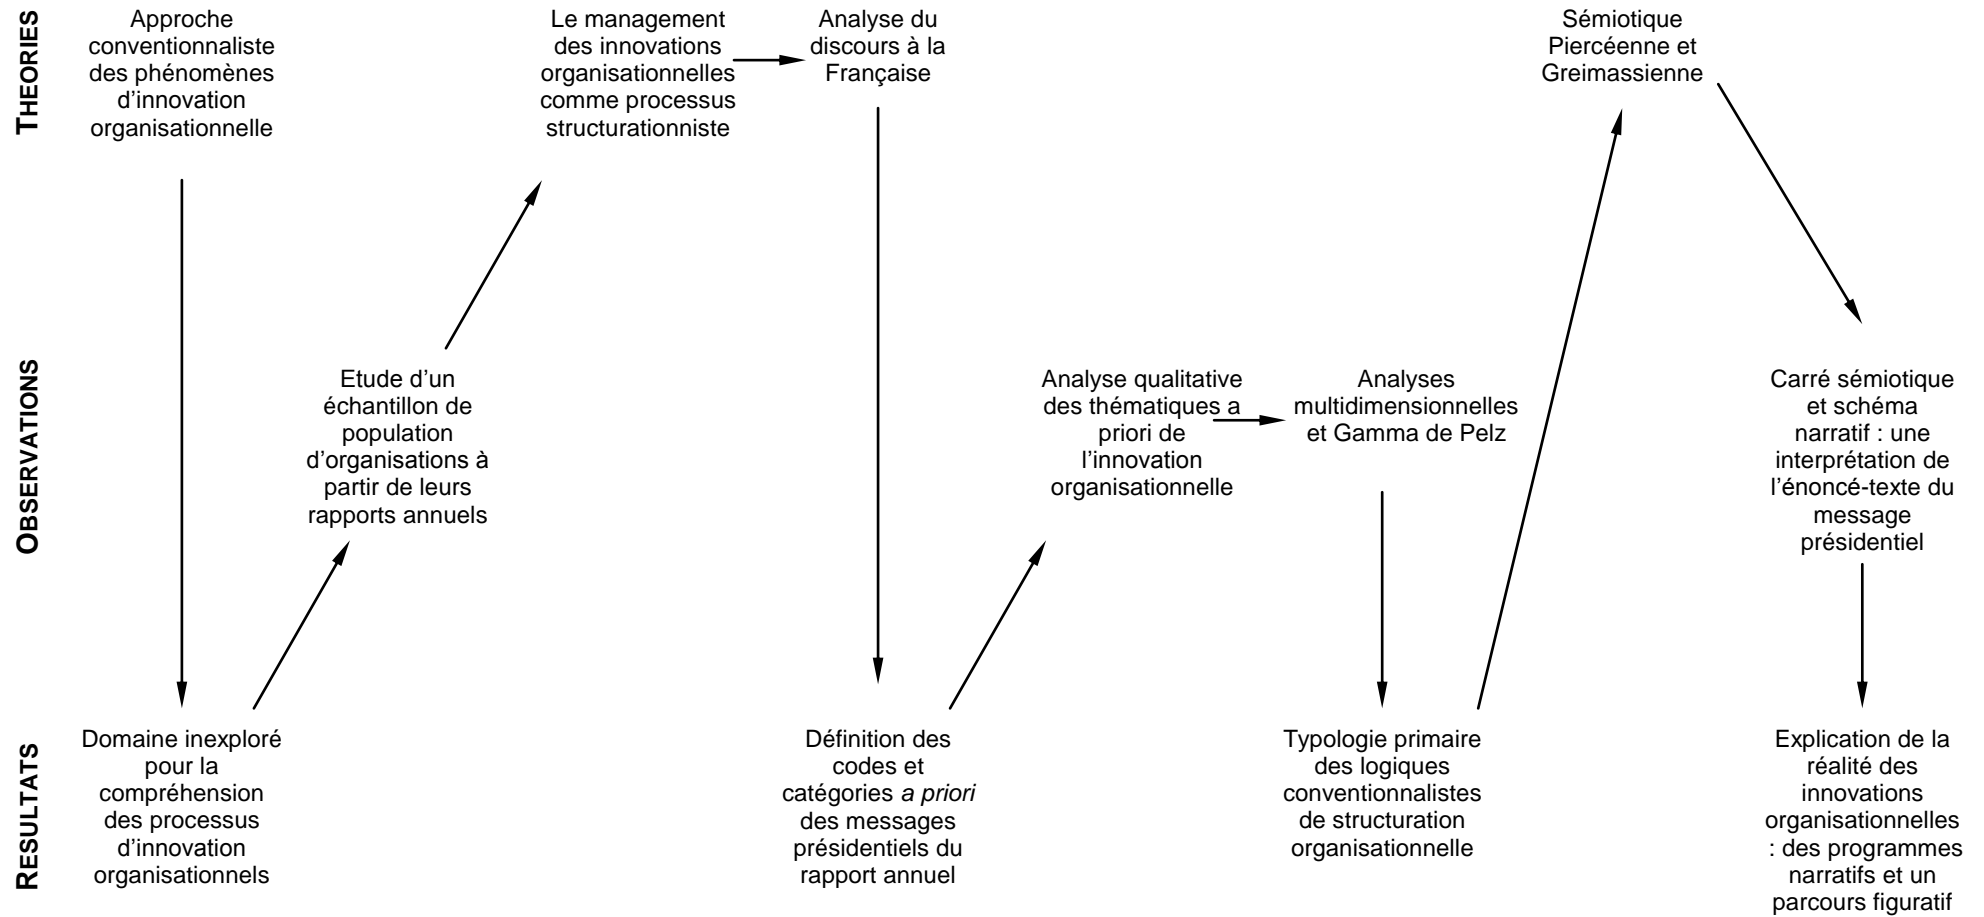 THEORIES
Approche
conventionnaliste
des phénomènes
d’innovation
organisationnelle
Le management
des innovations
organisationnelles
comme processus
structurationniste
Analyse du
discours à la
Française
Sémiotique
Piercéenne et
Greimassienne
OBSERVATIONS
Etude d’un
échantillon de
population
d’organisations à
partir de leurs
rapports annuels
Analyse qualitative
des thématiques a
priori de
l’innovation
organisationnelle
Analyses
multidimensionnelles
et Gamma de Pelz
Carré sémiotique
et schéma
narratif : une
interprétation de
l’énoncé-texte du
message
présidentiel
RESULTATS
Domaine inexploré
pour la
compréhension
des processus
d’innovation
organisationnels
Définition des
codes et
catégories a priori
des messages
présidentiels du
rapport annuel
Typologie primaire
des logiques
conventionnalistes
de structuration
organisationnelle
Explication de la
réalité des
innovations
organisationnelles
: des programmes
narratifs et un
parcours figuratif